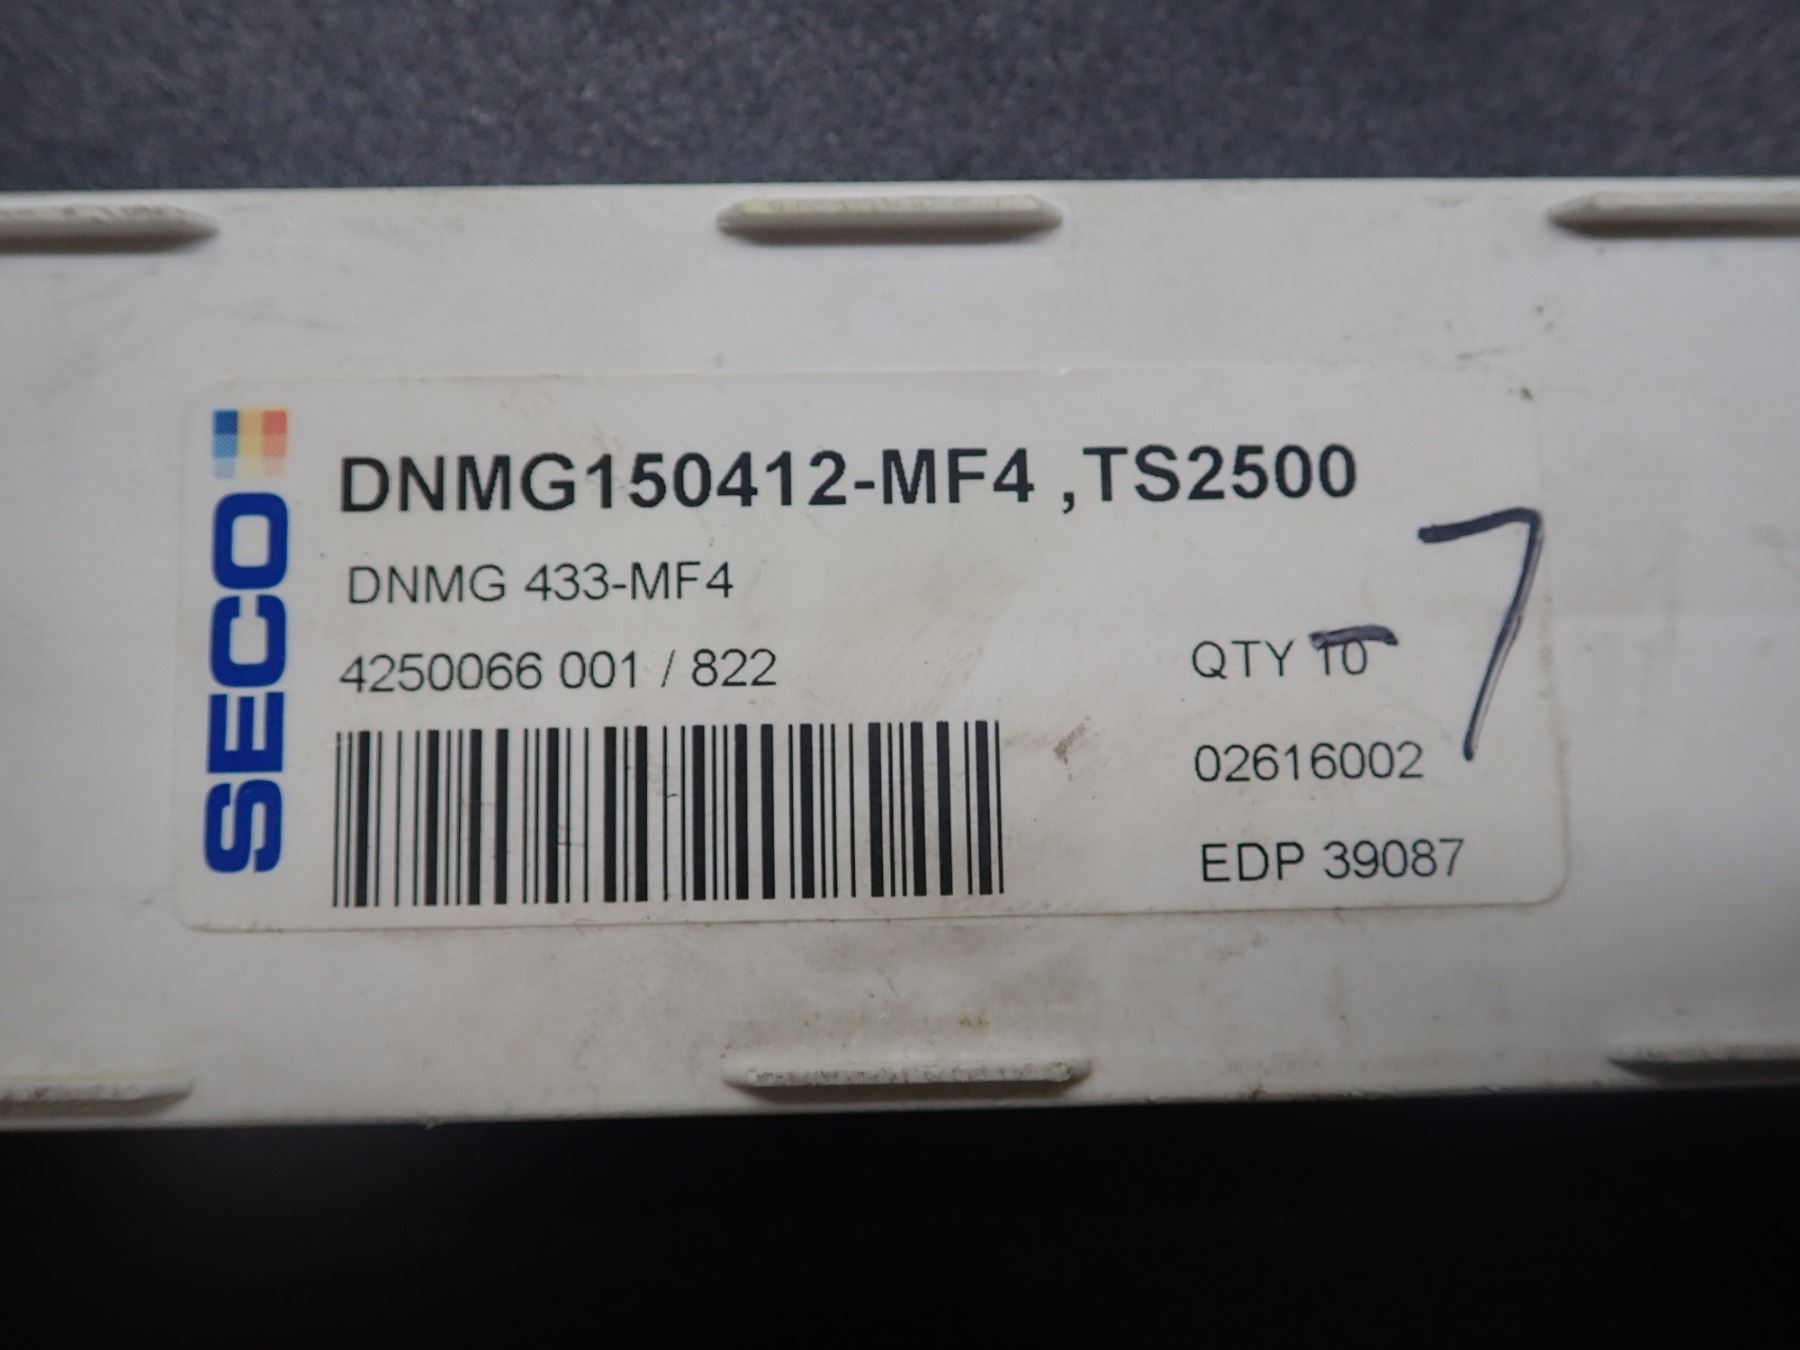 SECO
DNMG150412-MF4 ,TS2500
DNMG 433-MF4
4250066 001 / 822
QTY 10
7
02616002
EDP 39087